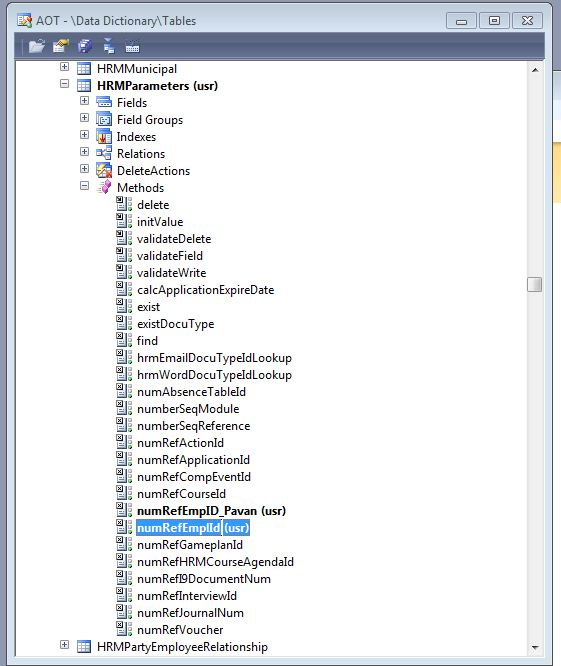 AOT - \Data Dictionary\Tables
HRMMunicipal
HRMParameters (usr)
Fields
Field Groups
Indexes
Relations
DeleteActions
Methods
delete
initValue
validateDelete
validateField
validateWrite
calcApplicationExpireDate
exist
existDocuType
find
hrmEmailDocuTypeIdLookup
hrmWordDocuTypeIdLookup
numAbsenceTableId
numberSeqModule
numberSeqReference
numRefActionId
numRefApplicationId
numRefCompEventId
numRefCourseId
numRefEmpID_Pavan (usr)
numRefEmplId (usr)
numRefGameplanId
numRefHRMCourseAgendaId
numRefI9DocumentNum
numRefInterviewId
numRefJournalNum
numRefVoucher
HRMPartyEmployeeRelationship